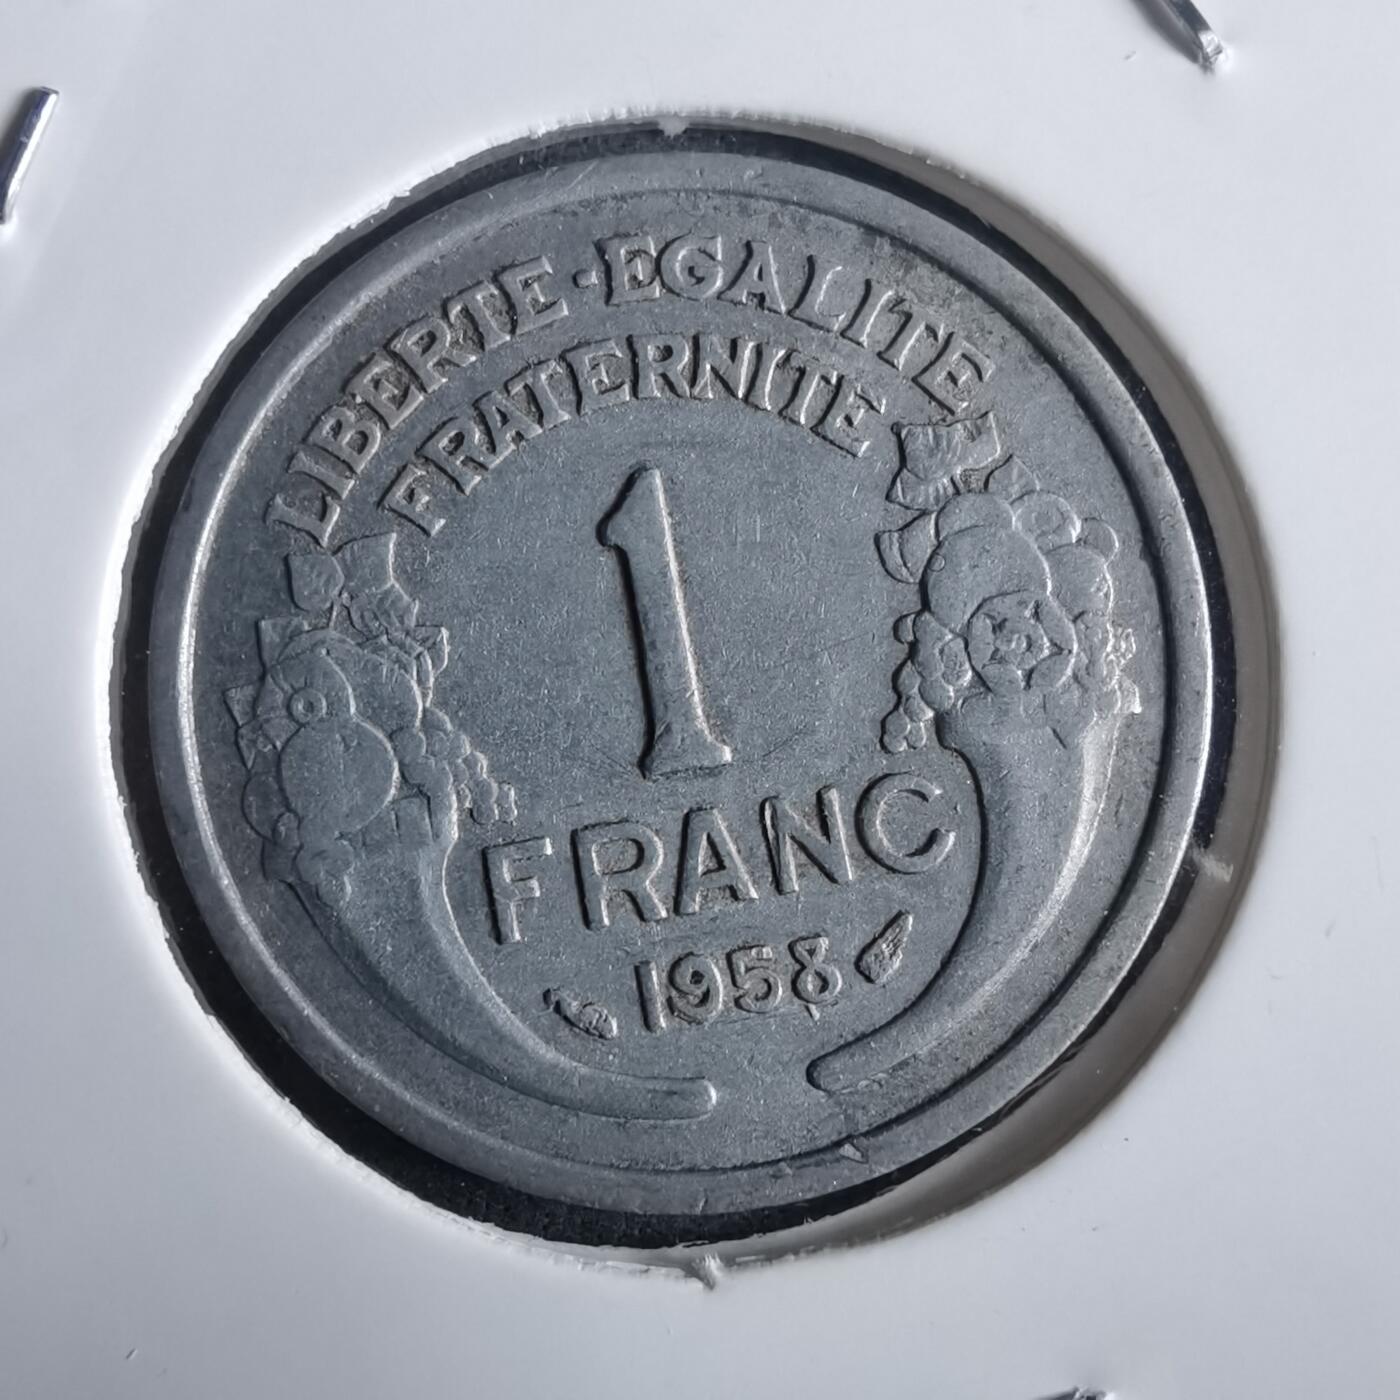 LIBERTE·EGALITE
FRATERNITE
1
FRANC
1958